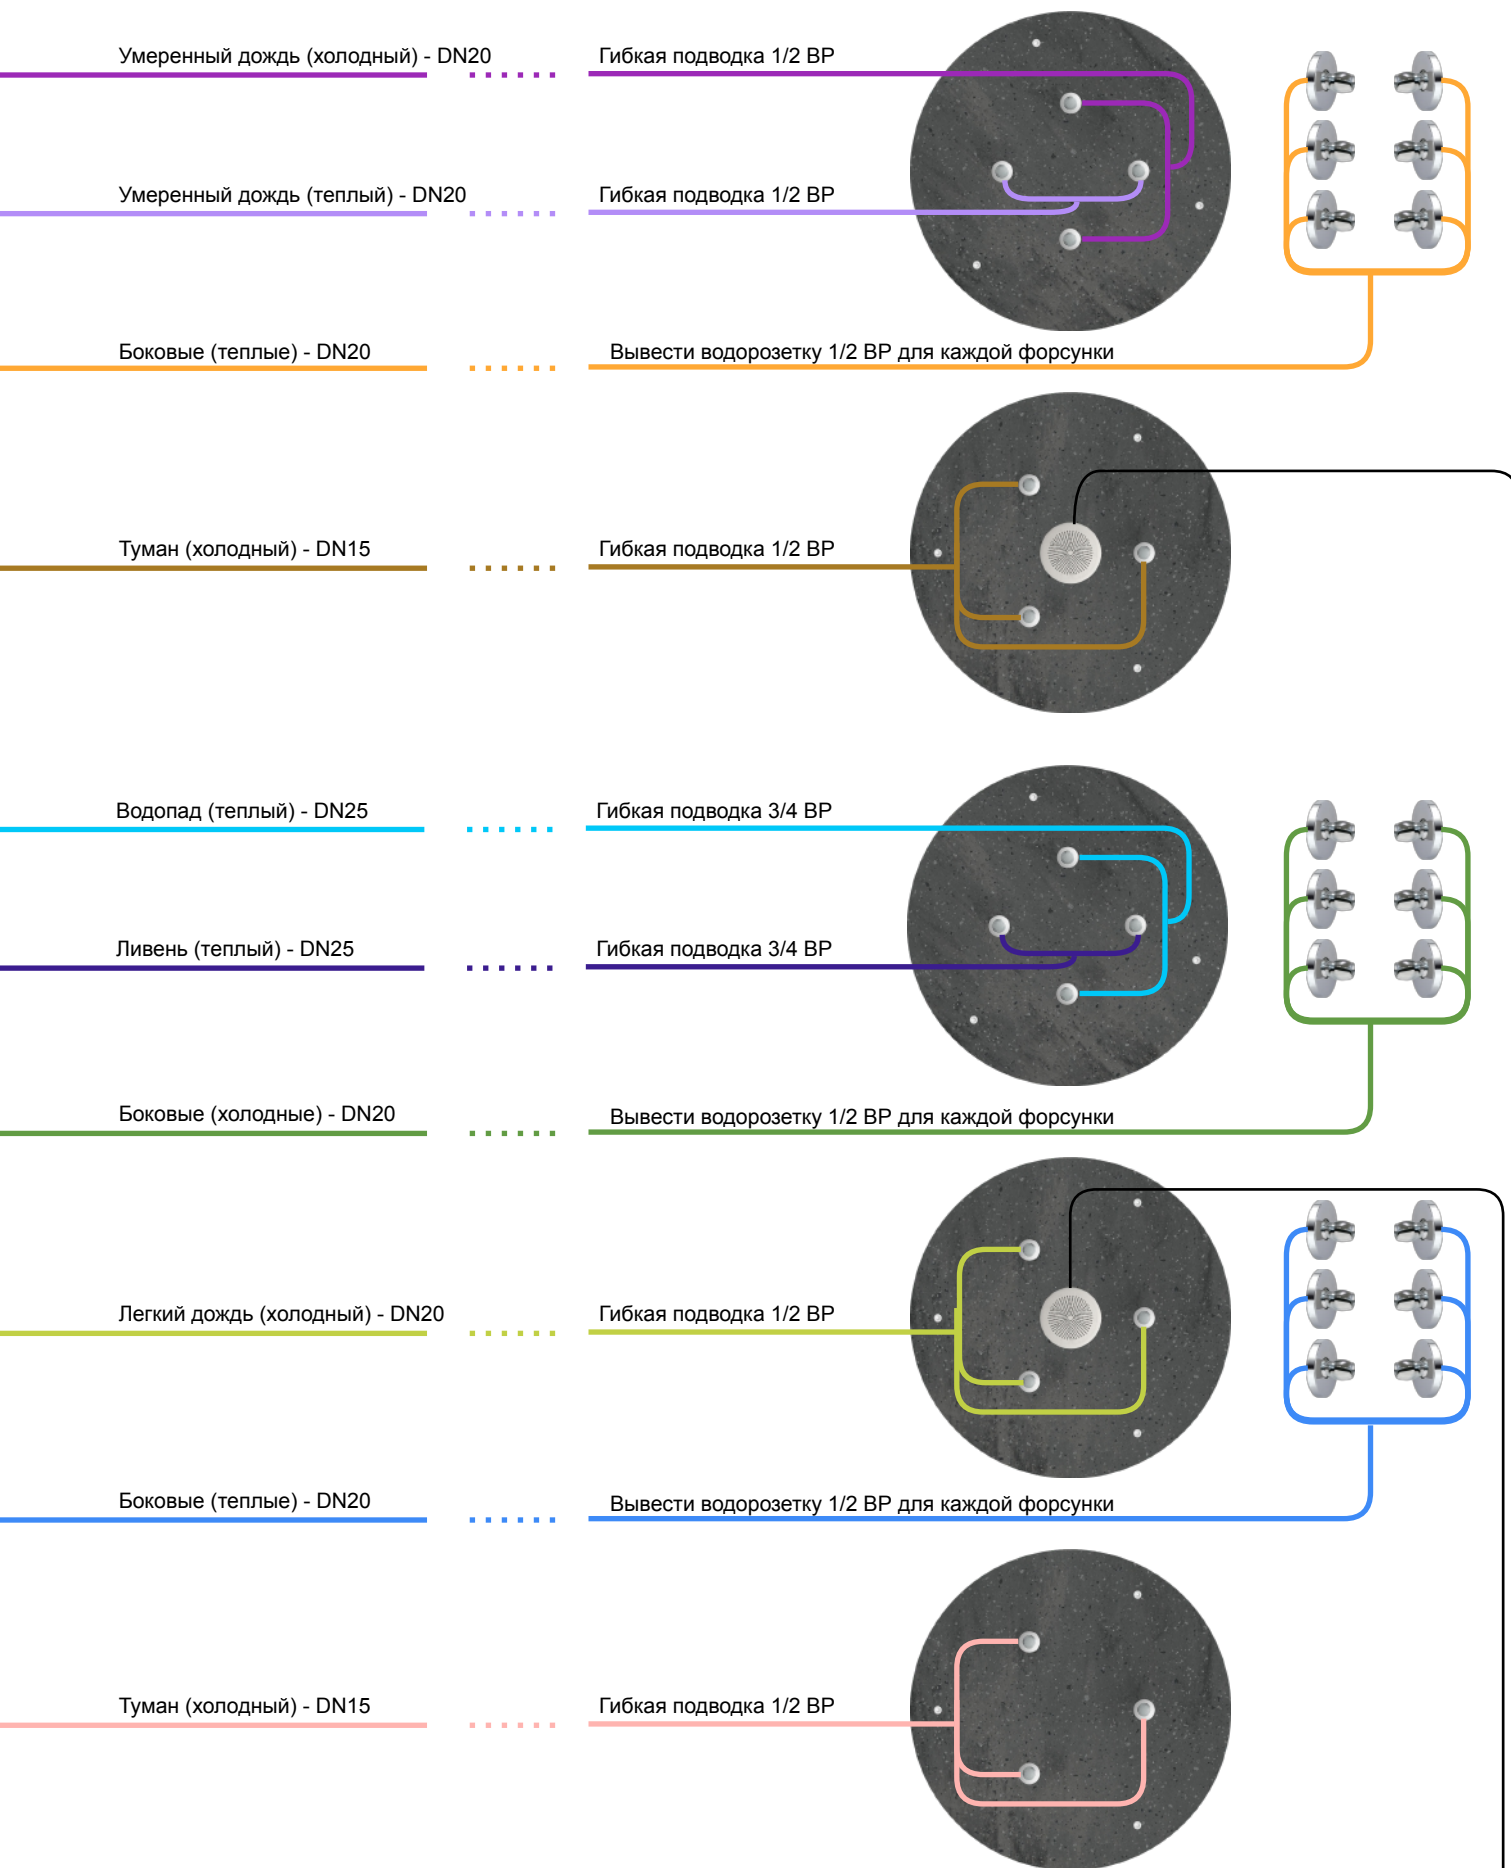 Умеренный дождь (холодный) - DN20
Гибкая подводка 1/2 ВР
Умеренный дождь (теплый) - DN20
Гибкая подводка 1/2 ВР
Боковые (теплые) - DN20
Вывести водорозетку 1/2 ВР для каждой форсунки
Туман (холодный) - DN15
Гибкая подводка 1/2 ВР
Водопад (теплый) - DN25
Гибкая подводка 3/4 ВР
Ливень (теплый) - DN25
Гибкая подводка 3/4 ВР
Боковые (холодные) - DN20
Вывести водорозетку 1/2 ВР для каждой форсунки
Легкий дождь (холодный) - DN20
Гибкая подводка 1/2 ВР
Боковые (теплые) - DN20
Вывести водорозетку 1/2 ВР для каждой форсунки
Туман (холодный) - DN15
Гибкая подводка 1/2 ВР